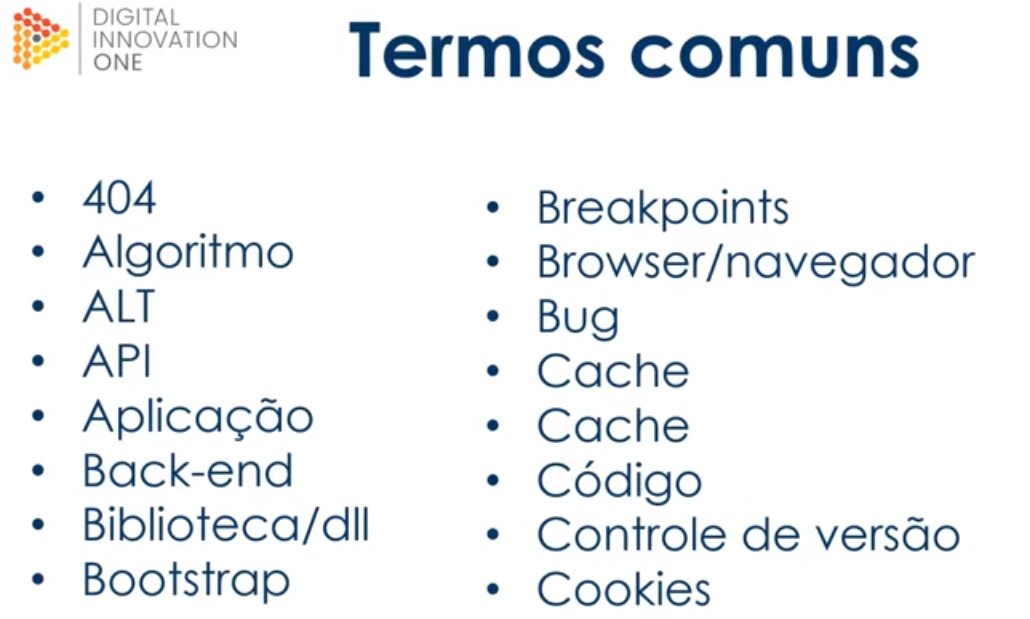 DIGITAL
INNOVATION
ONE
Termos comuns
• 404
• Algoritmo
• ALT
• API
• Aplicação
• Back-end
• Biblioteca/dll
• Bootstrap
• Breakpoints
• Browser/navegador
• Bug
• Cache
• Cache
• Código
• Controle de versão
• Cookies